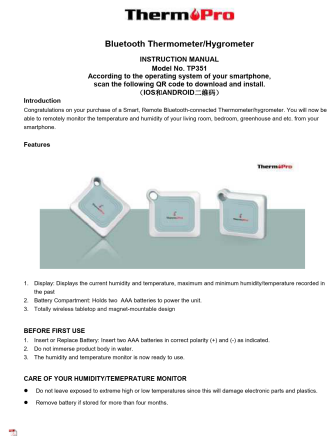 ThermoPro
Bluetooth Thermometer/Hygrometer
INSTRUCTION MANUAL
Model No. TP351
According to the operating system of your smartphone,
scan the following QR code to download and install.
（IOS和ANDROID二维码）
Introduction
Congratulations on your purchase of a Smart, Remote Bluetooth-connected Thermometer/hygrometer. You will now be
able to remotely monitor the temperature and humidity of your living room, bedroom, greenhouse and etc. from your
smartphone.
Features
ThermoPro
ThermoPro
ThermoPro
ThermoPro
1. Display: Displays the current humidity and temperature, maximum and minimum humidity/temperature recorded in
the past
2. Battery Compartment: Holds two AAA batteries to power the unit.
3. Totally wireless tabletop and magnet-mountable design
BEFORE FIRST USE
1. Insert or Replace Battery: Insert two AAA batteries in correct polarity (+) and (-) as indicated.
2. Do not immerse product body in water.
3. The humidity and temperature monitor is now ready to use.
CARE OF YOUR HUMIDITY/TEMEPRATURE MONITOR
● Do not leave exposed to extreme high or low temperatures since this will damage electronic parts and plastics.
● Remove battery if stored for more than four months.